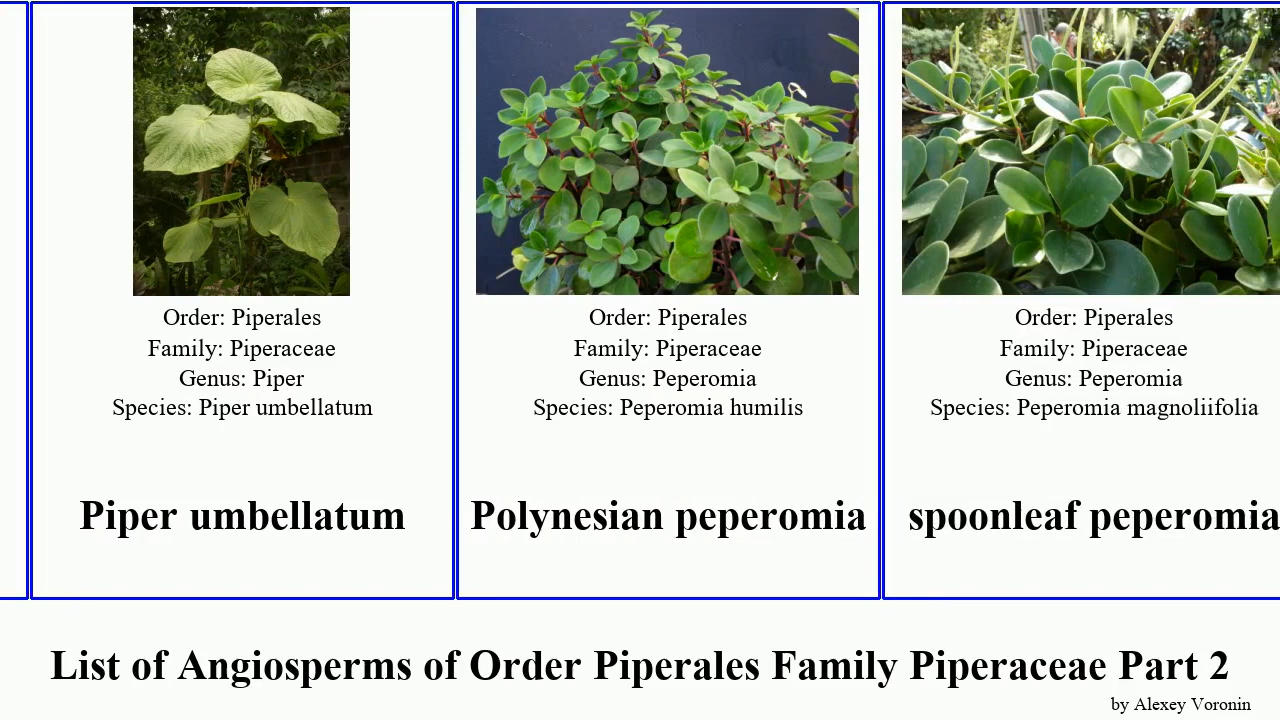 Order: Piperales
Family: Piperaceae
Genus: Piper
Species: Piper umbellatum
Piper umbellatum
Order: Piperales
Family: Piperaceae
Genus: Peperomia
Species: Peperomia humilis
Polynesian peperomia
Order: Piperales
Family: Piperaceae
Genus: Peperomia
Species: Peperomia magnoliifolia
spoonleaf peperomia
List of Angiosperms of Order Piperales Family Piperaceae Part 2
by Alexey Voronin